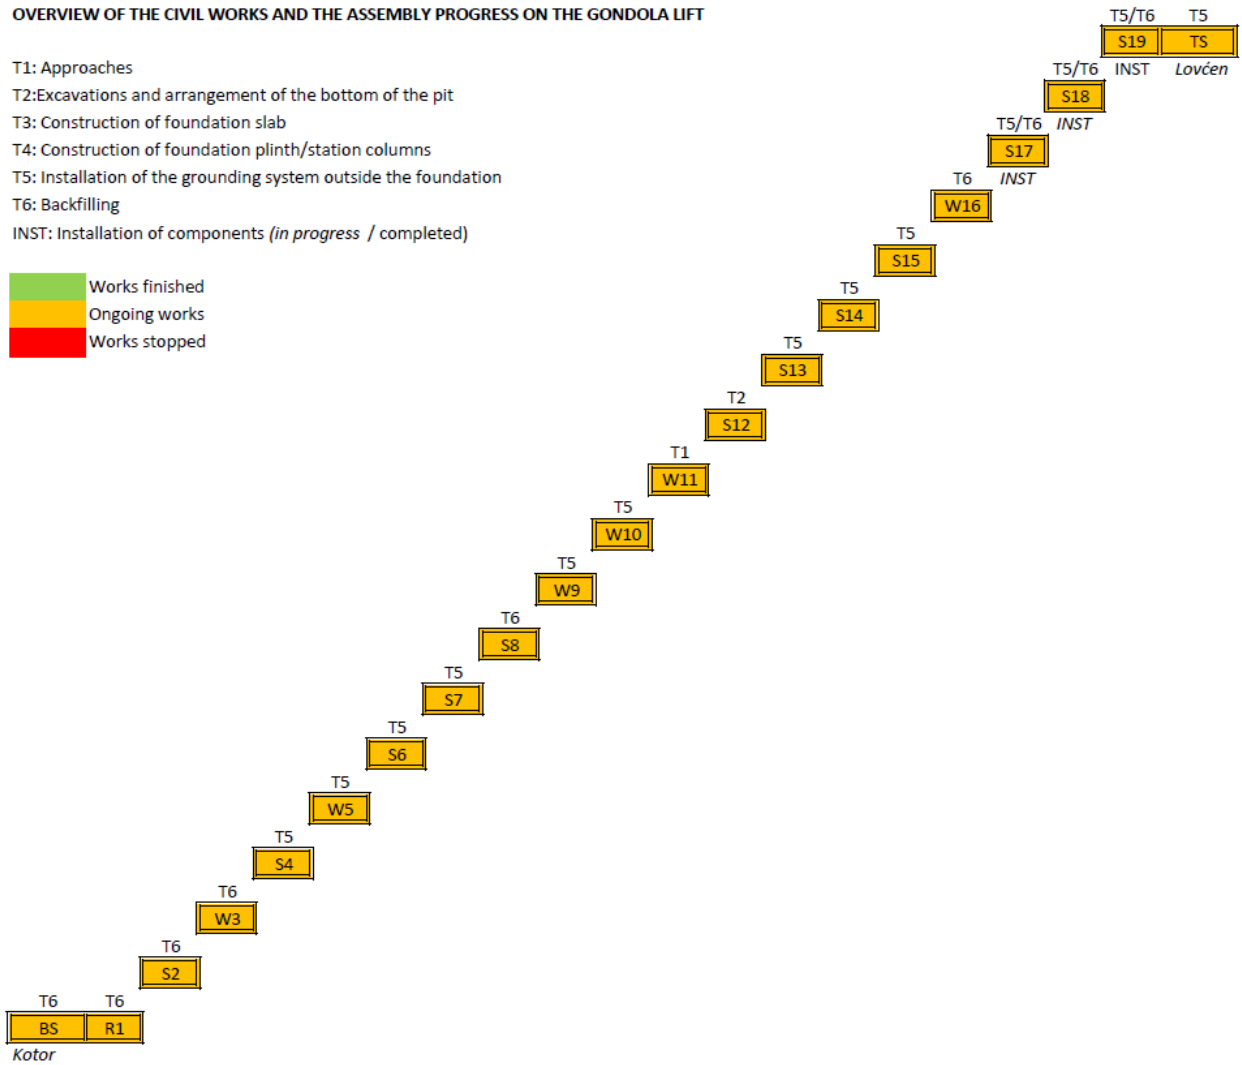 OVERVIEW OF THE CIVIL WORKS AND THE ASSEMBLY PROGRESS ON THE GONDOLA LIFT
T1: Approaches
T2:Excavations and arrangement of the bottom of the pit
T3: Construction of foundation slab
T4: Construction of foundation plinth/station columns
T5: Installation of the grounding system outside the foundation
T6: Backfilling
INST: Installation of components (in progress / completed)
Works finished
Ongoing works
Works stopped
T5/T6 T5
S19 TS
T5/T6 INST Lovćen
S18
T5/T6 INST
S17
T6 INST
W16
T5
S15
T5
S14
T5
S13
T2
S12
T1
W11
T5
W10
T5
W9
T6
S8
T5
S7
T5
S6
T5
W5
T5
S4
T6
W3
T6
S2
T6 T6
BS R1
Kotor